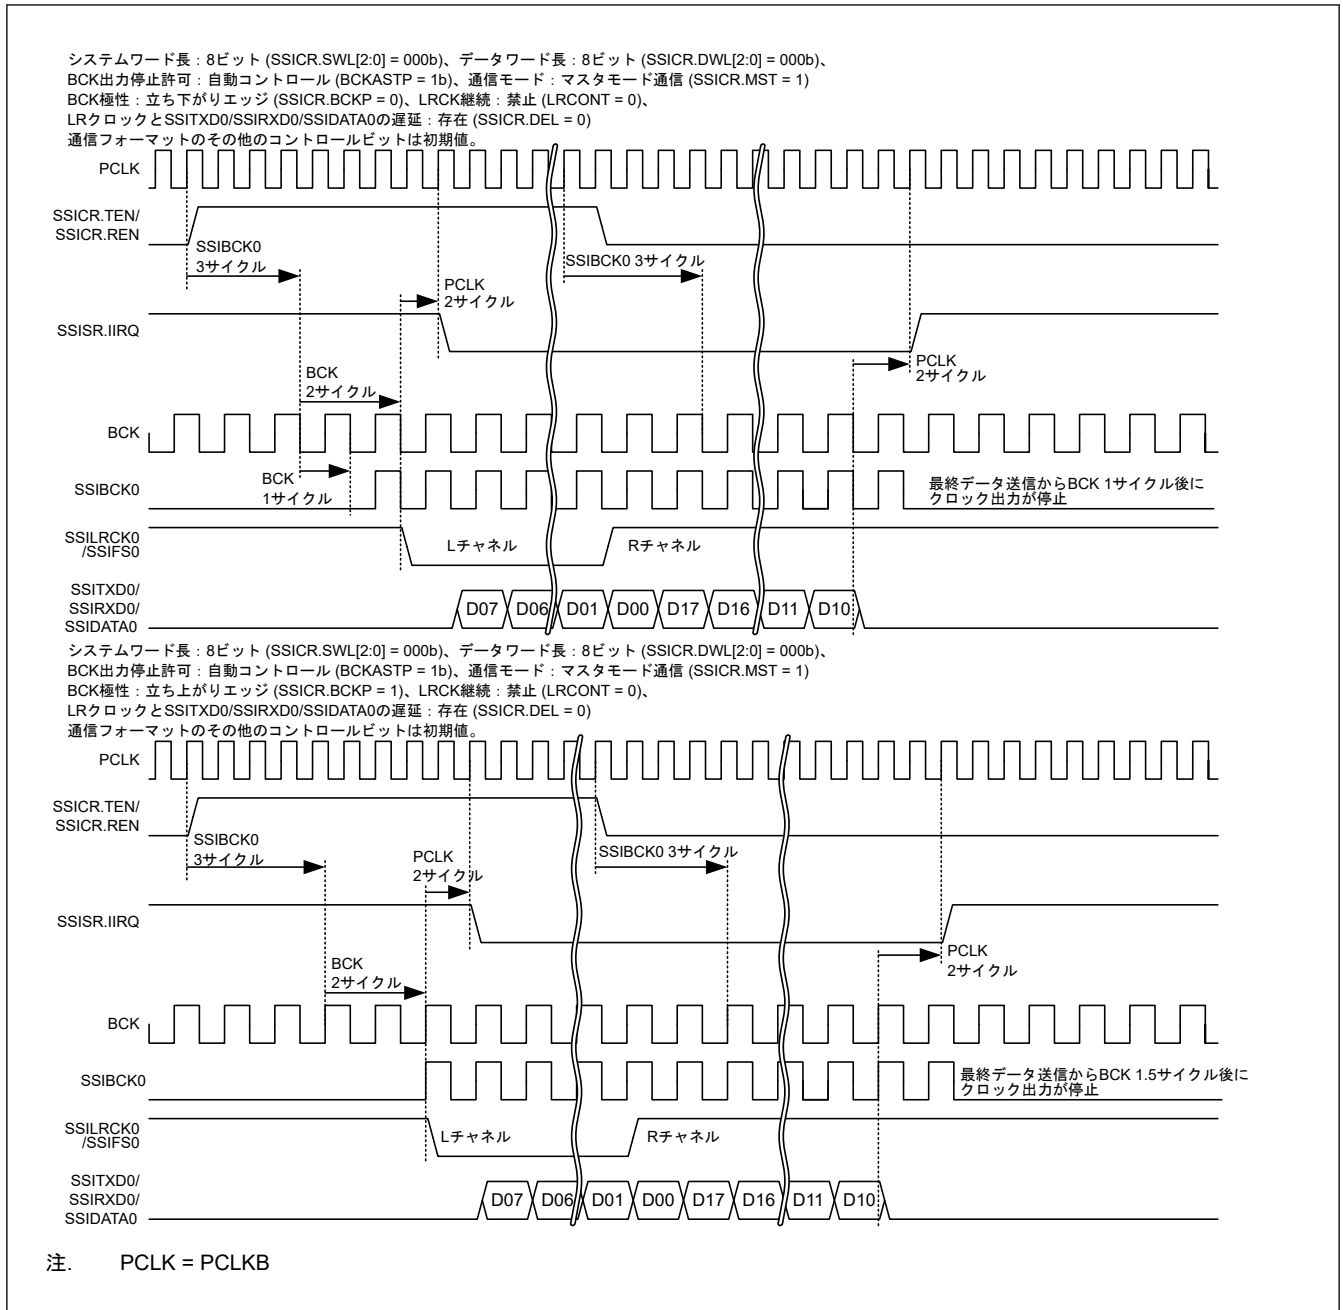 システムワード長：8ビット (SSICR.SWL[2:0] = 000b)、データワード長：8ビット (SSICR.DWL[2:0] = 000b)、
BCK出力停止許可：自動コントロール (BCKASTP = 1b)、通信モード：マスタモード通信 (SSICR.MST = 1)
BCK極性：立ち下がりエッジ (SSICR.BCKP = 0)、LRCK継続：禁止 (LRCONT = 0)、
LRクロックとSSITXD0/SSIRXD0/SSIDATA0の遅延：存在 (SSICR.DEL = 0)
通信フォーマットのその他のコントロールビットは初期値。
PCLK
SSICR.TEN/
SSICR.REN
SSIBCK0
3サイクル
SSIBCK0 3サイクル
PCLK
2サイクル
SSISR.IIRQ
PCLK
2サイクル
BCK
2サイクル
BCK
BCK
1サイクル
SSIBCK0
最終データ送信からBCK 1サイクル後に
クロック出力が停止
SSILRCK0
/SSIFS0
Lチャネル
Rチャネル
SSITXD0/
SSIRXD0/
SSIDATA0
D07 D06 D01 D00 D17 D16 D11 D10
システムワード長：8ビット (SSICR.SWL[2:0] = 000b)、データワード長：8ビット (SSICR.DWL[2:0] = 000b)、
BCK出力停止許可：自動コントロール (BCKASTP = 1b)、通信モード：マスタモード通信 (SSICR.MST = 1)
BCK極性：立ち上がりエッジ (SSICR.BCKP = 1)、LRCK継続：禁止 (LRCONT = 0)、
LRクロックとSSITXD0/SSIRXD0/SSIDATA0の遅延：存在 (SSICR.DEL = 0)
通信フォーマットのその他のコントロールビットは初期値。
PCLK
SSICR.TEN/
SSICR.REN
SSIBCK0
3サイクル
PCLK
2サイクル
SSIBCK0 3サイクル
SSISR.IIRQ
PCLK
2サイクル
BCK
2サイクル
BCK
SSIBCK0
最終データ送信からBCK 1.5サイクル後に
クロック出力が停止
SSILRCK0
/SSIFS0
Lチャネル
Rチャネル
SSITXD0/
SSIRXD0/
SSIDATA0
D07 D06 D01 D00 D17 D16 D11 D10
注. PCLK = PCLKB